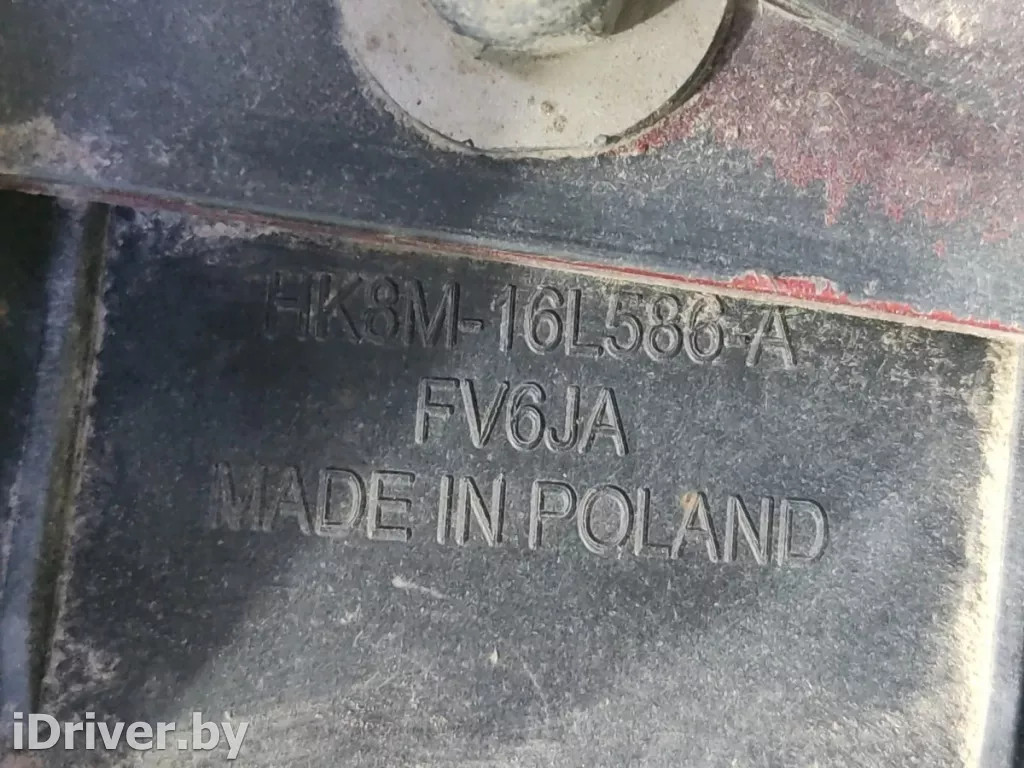 HK8M-16L586-A
FV6JA
MADE IN POLAND
iDriver.by